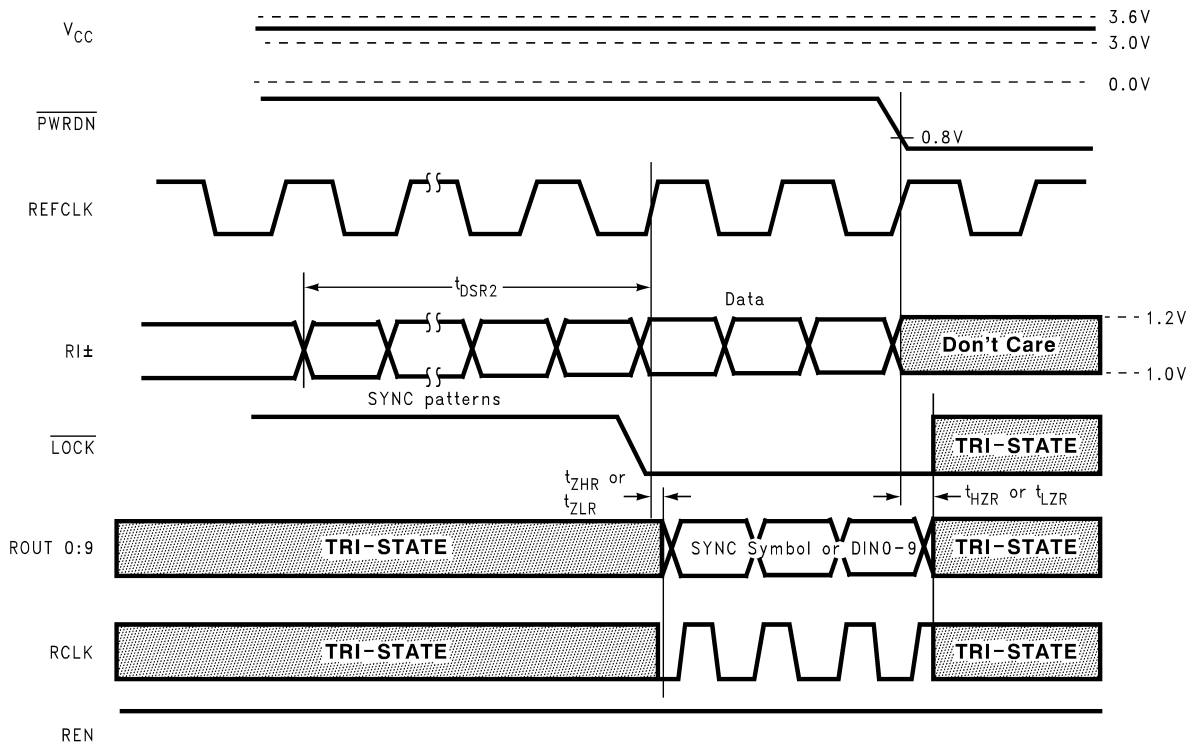 3.6V
VCC
3.0V
0.0V
PWRDN
0.8V
REFCLK
tDSR2
Data
1.2V
RI±
Don't Care
1.0V
SYNC patterns
LOCK
TRI-STATE
tZHR or
tZLR
tHZR or tLZR
ROUT 0:9
TRI-STATE
SYNC Symbol or DIN0-9
TRI-STATE
RCLK
TRI-STATE
TRI-STATE
REN